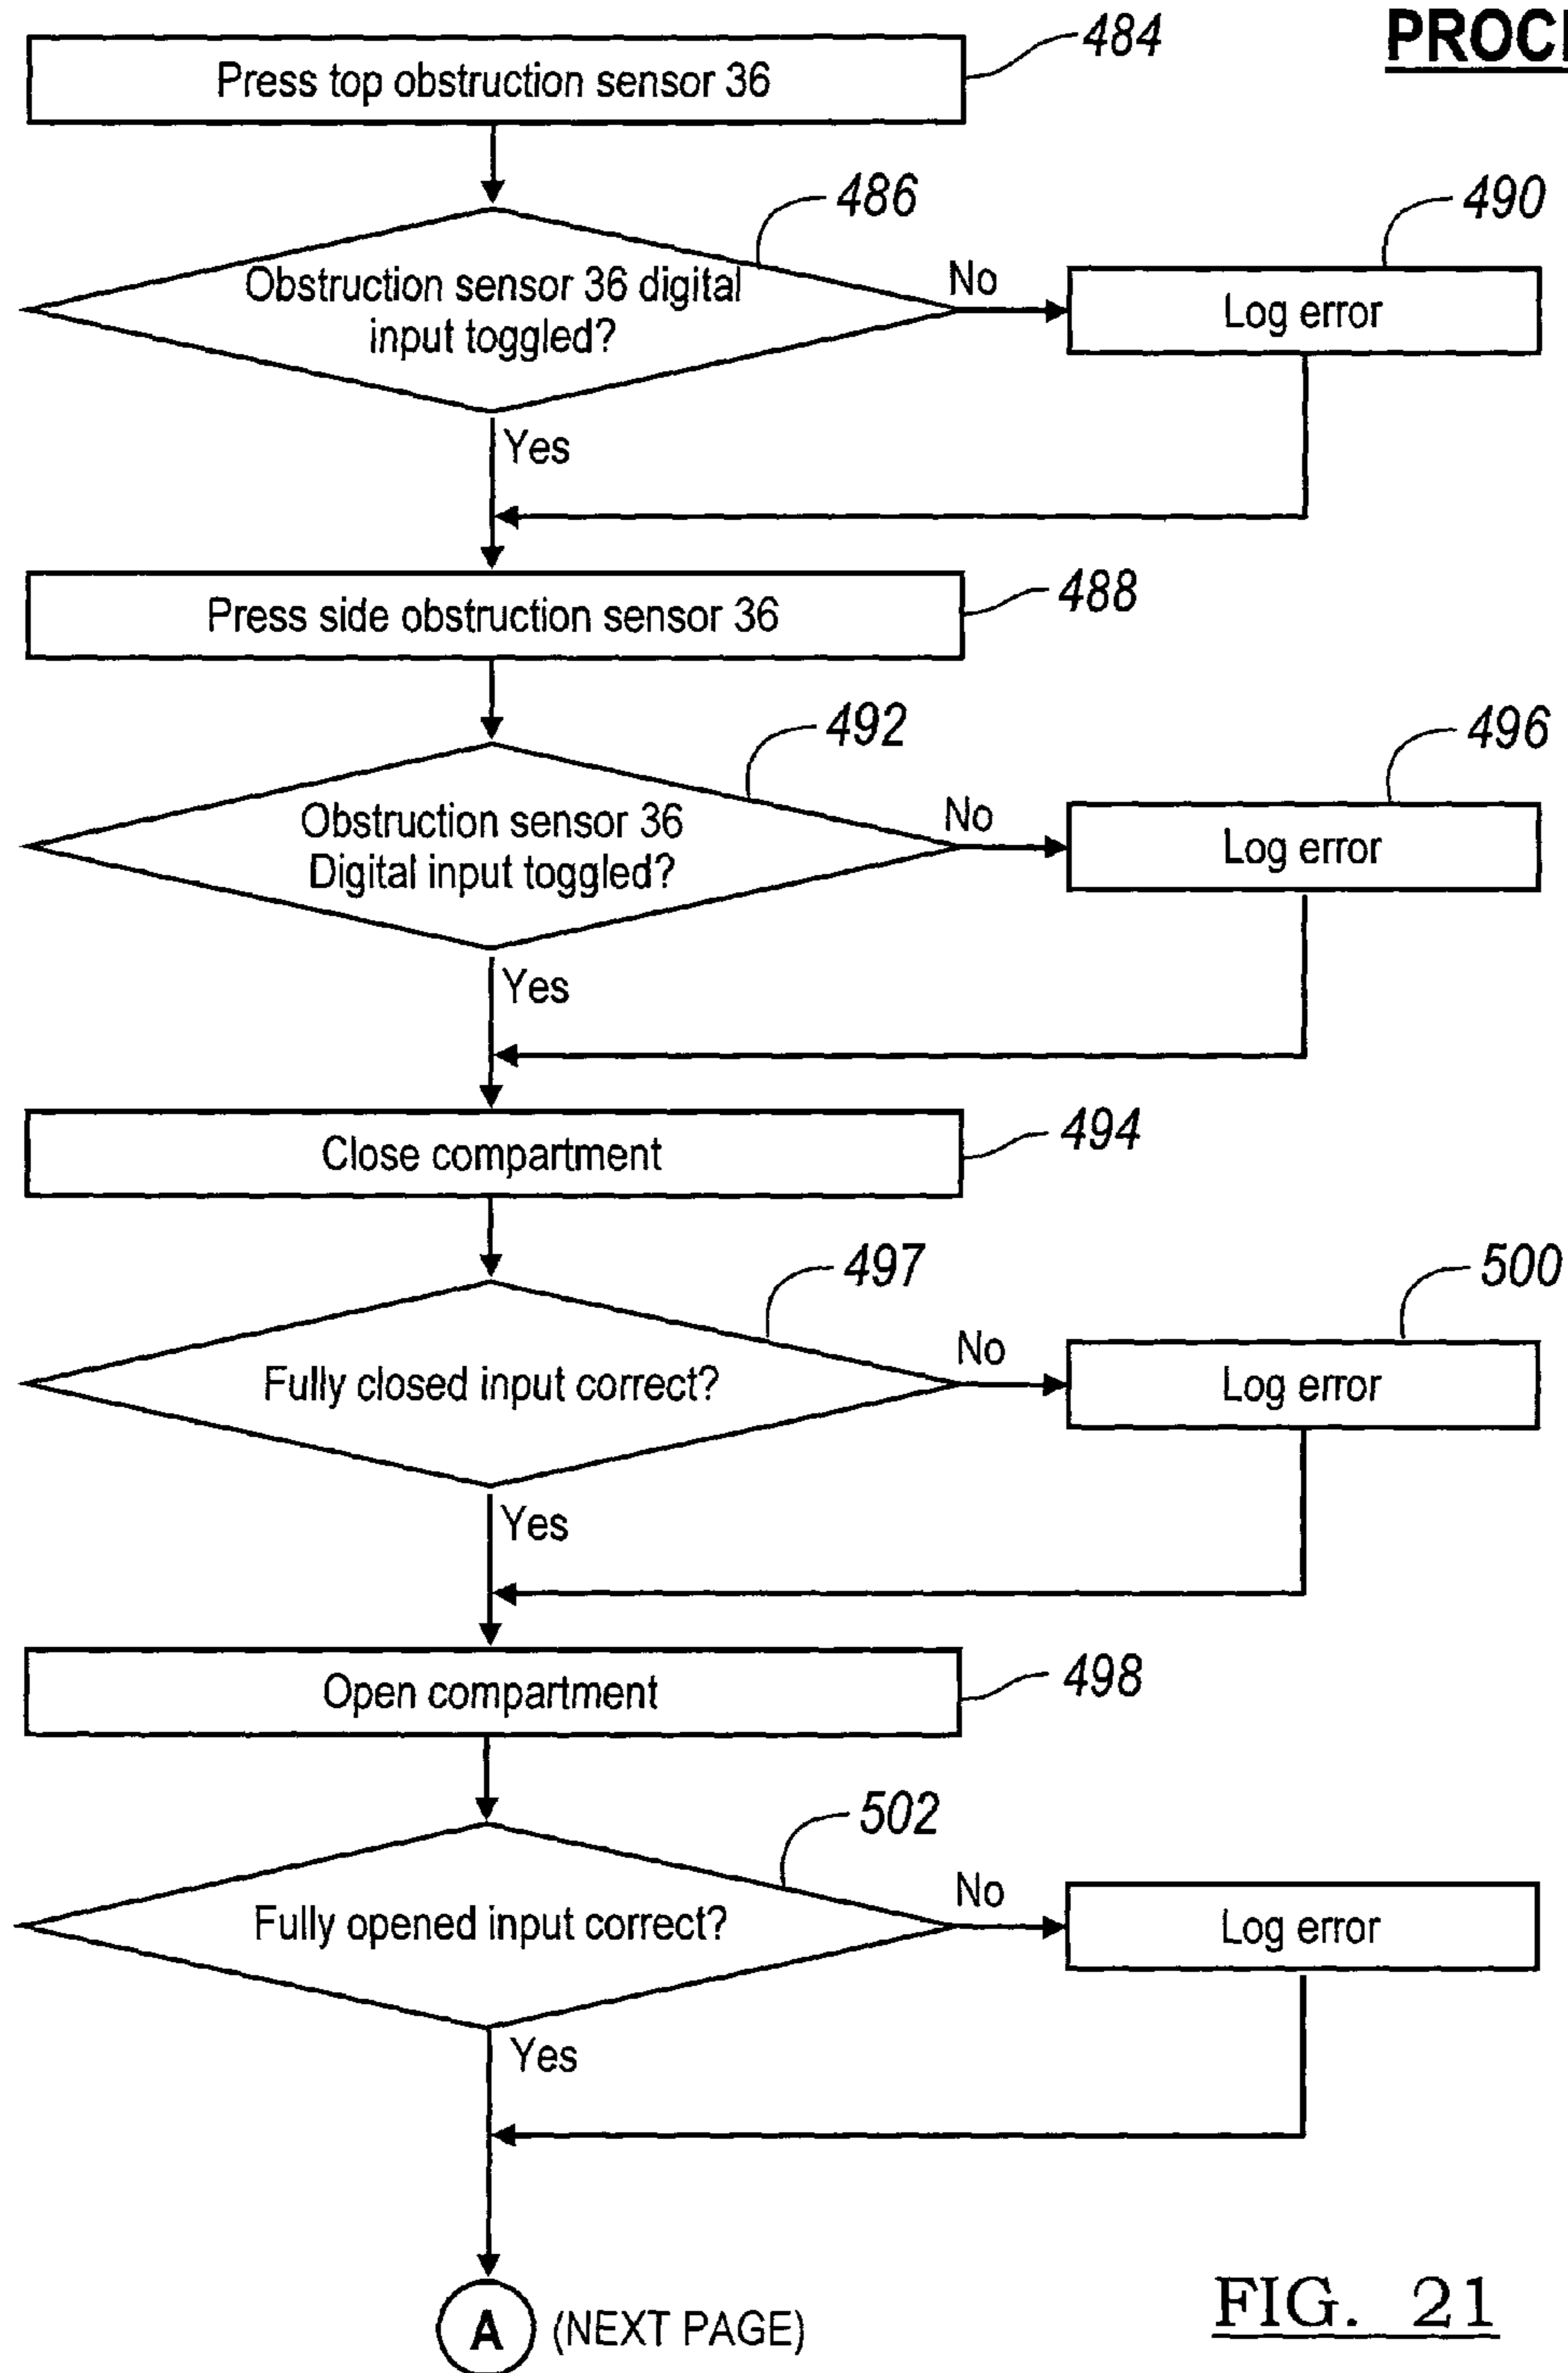 484
Press top obstruction sensor 36
486
490
Obstruction sensor 36 digital
input toggled?
No
Log error
Yes
488
Press side obstruction sensor 36
492
496
Obstruction sensor 36
Digital input toggled?
No
Log error
Yes
494
Close compartment
497
500
Fully closed input correct?
No
Log error
Yes
498
Open compartment
502
Fully opened input correct?
No
Log error
Yes
A (NEXT PAGE)
FIG. 21